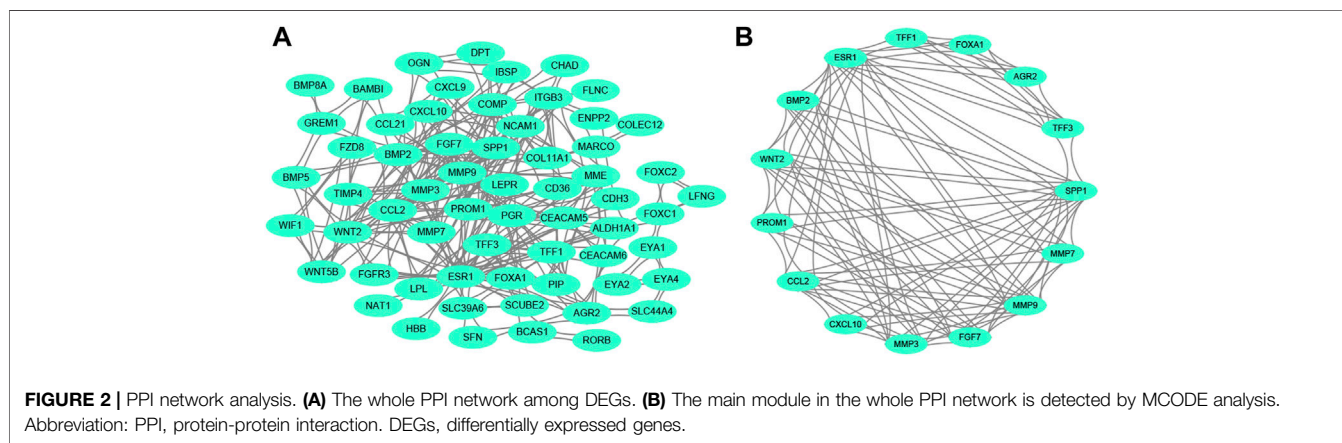 A
B
DPT
OGN
IBSP
CHAD
BMP8A
BAMBI
CXCL9
FLNC
ITGB3
COMP
CXCL10
GREM1
CCL21
NCAM1
ENPP2
COLEC12
FZD8
BMP2
FGF7
SPP1
MARCO
COL11A1
MMP9
FOXC2
BMP5
TIMP4
MMP3
LEPR
CD36
MME
CDH3
LFNG
CCL2
PROM1
PGR
CEACAM5
FOXC1
WIF1
WNT2
MMP7
ALDH1A1
TFF3
TFF1
CEACAM6
EYA1
WNT5B
FGFR3
ESR1
FOXA1
PIP
EYA2
EYA4
LPL
NAT1
SLC39A6
SCUBE2
AGR2
SLC44A4
HBB
SFN
BCAS1
RORB
TFF1
FOXA1
ESR1
AGR2
BMP2
TFF3
WNT2
SPP1
PROM1
MMP7
CCL2
MMP9
CXCL10
FGF7
MMP3
FIGURE 2 | PPI network analysis. (A) The whole PPI network among DEGs. (B) The main module in the whole PPI network is detected by MCODE analysis.
Abbreviation: PPI, protein-protein interaction. DEGs, differentially expressed genes.